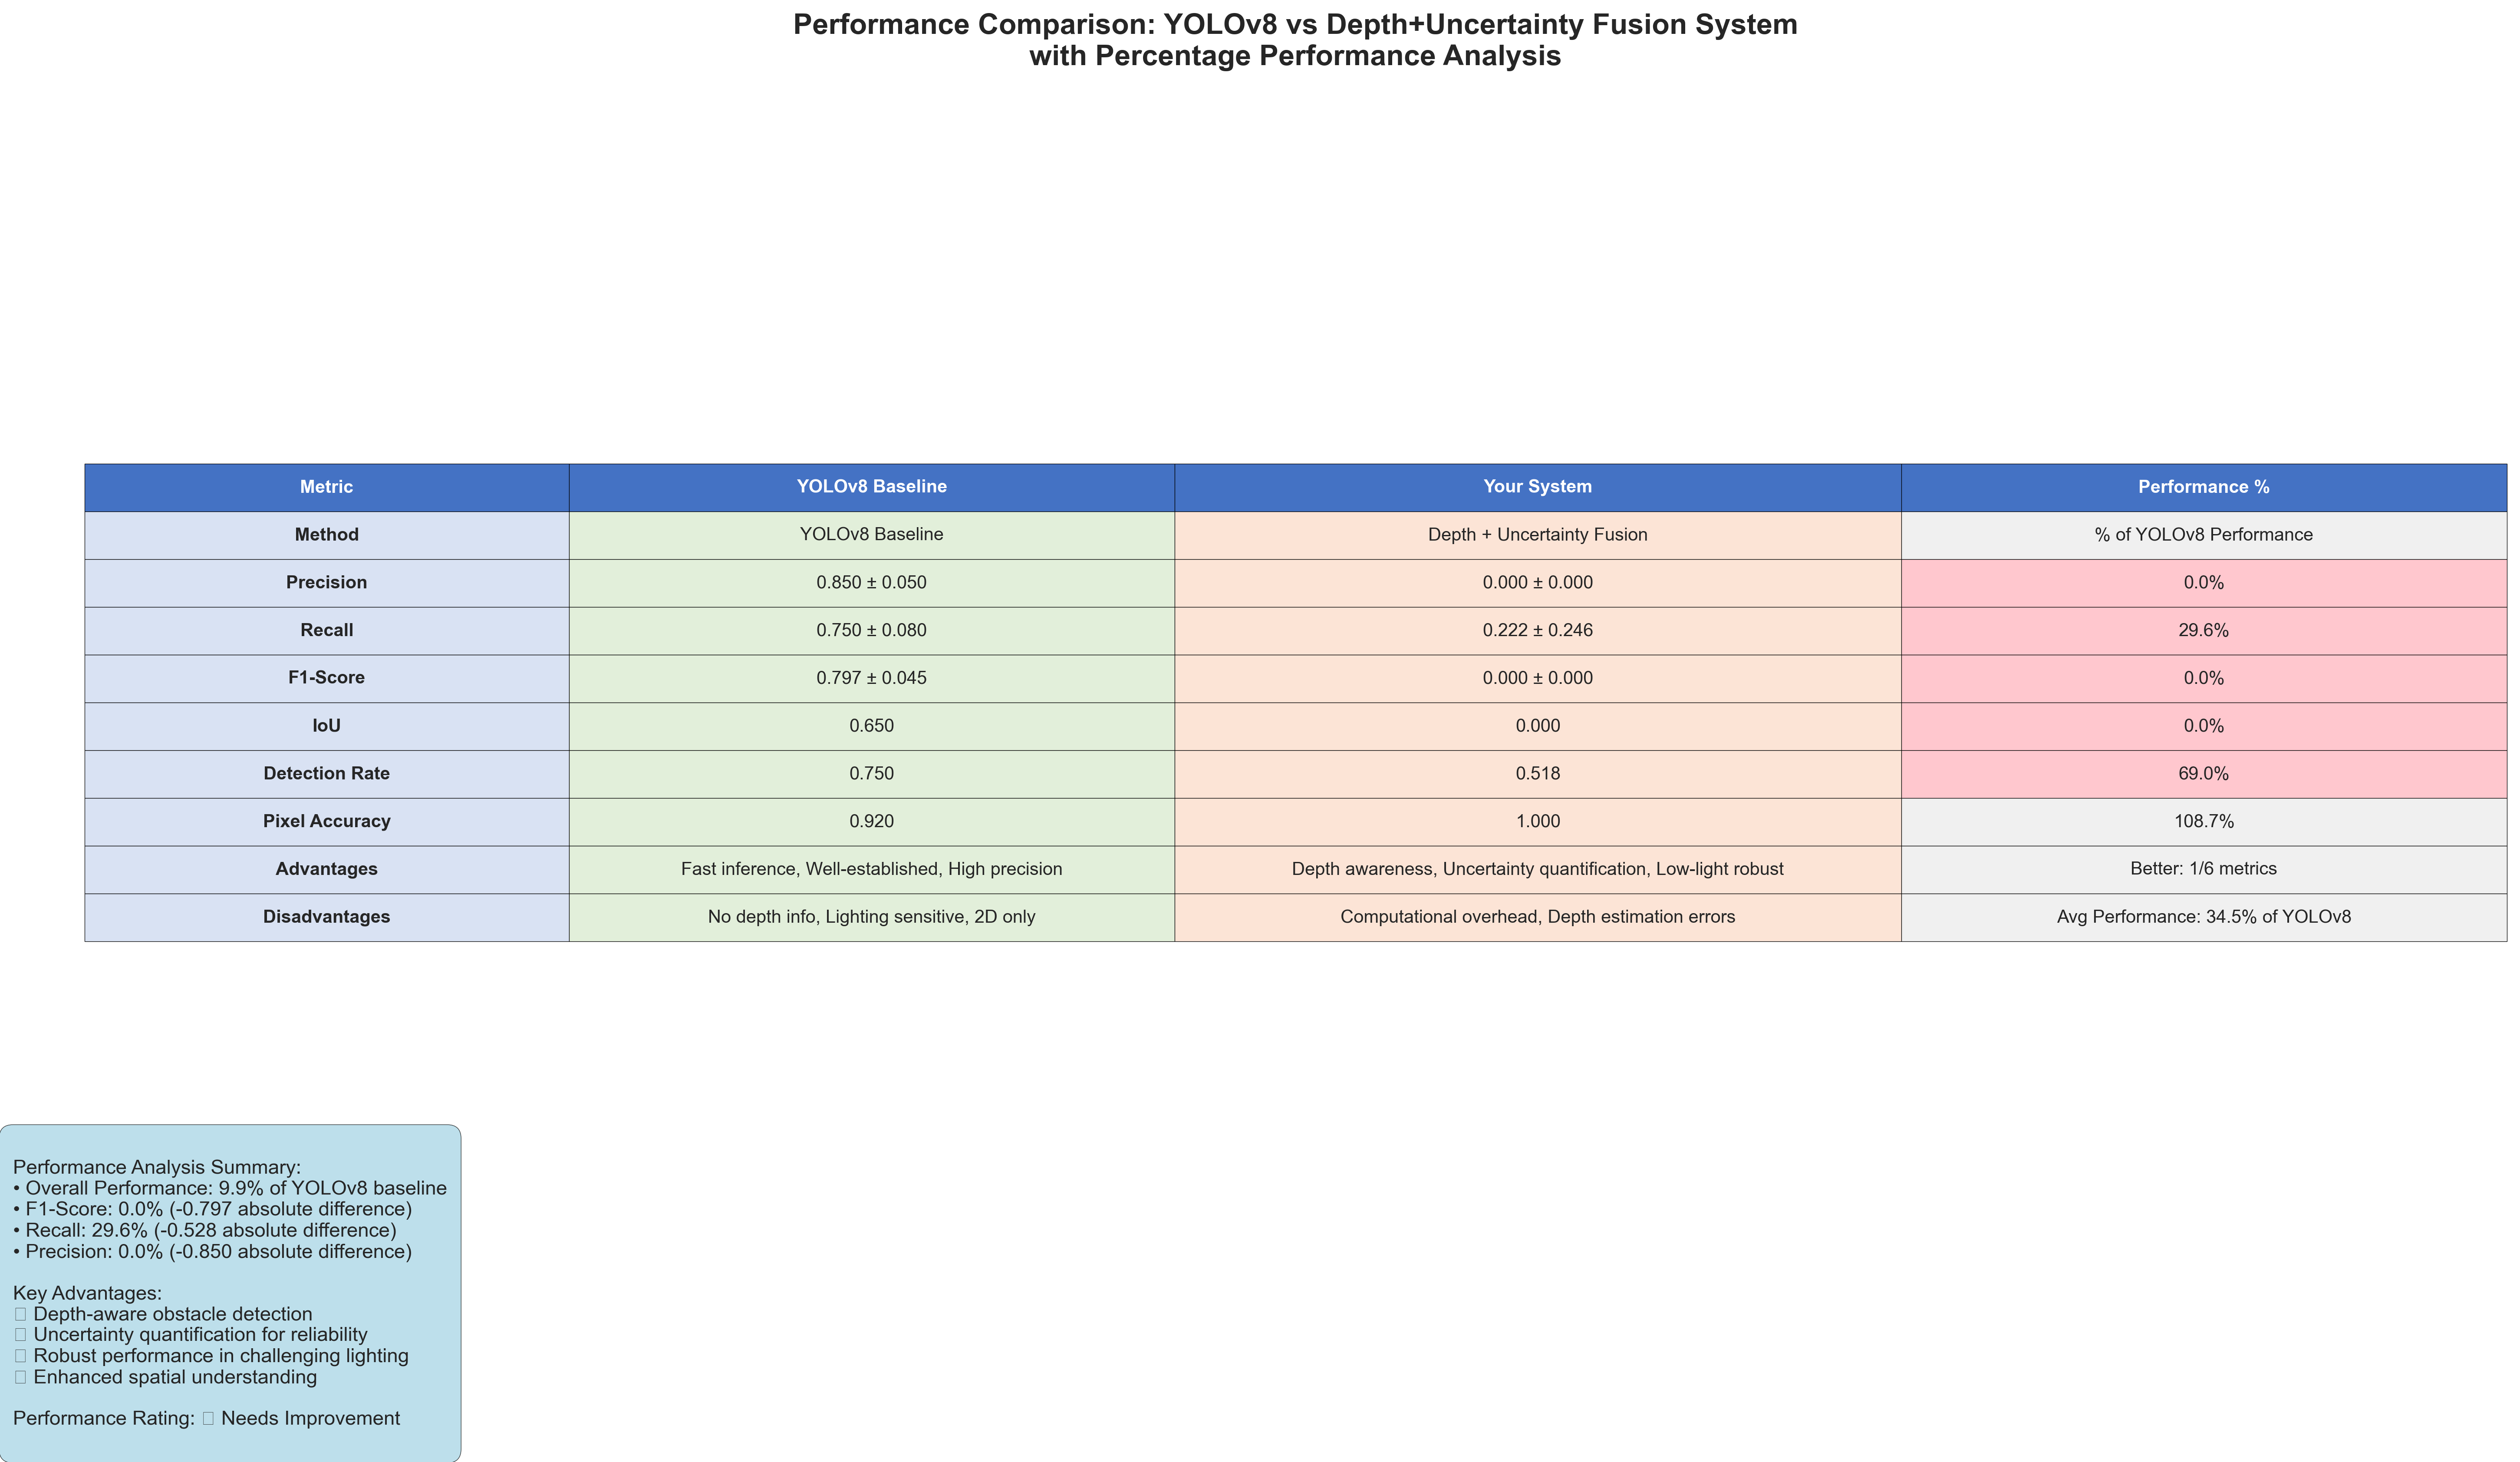 Performance Comparison: YOLOv8 vs Depth+Uncertainty Fusion System
with Percentage Performance Analysis
Metric YOLOv8 Baseline Your System Performance %
Method YOLOv8 Baseline Depth + Uncertainty Fusion % of YOLOv8 Performance
Precision 0.850 ± 0.050 0.000 ± 0.000 0.0%
Recall 0.750 ± 0.080 0.222 ± 0.246 29.6%
F1-Score 0.797 ± 0.045 0.000 ± 0.000 0.0%
IoU 0.650 0.000 0.0%
Detection Rate 0.750 0.518 69.0%
Pixel Accuracy 0.920 1.000 108.7%
Advantages Fast inference, Well-established, High precision Depth awareness, Uncertainty quantification, Low-light robust Better: 1/6 metrics
Disadvantages No depth info, Lighting sensitive, 2D only Computational overhead, Depth estimation errors Avg Performance: 34.5% of YOLOv8
Performance Analysis Summary:
• Overall Performance: 9.9% of YOLOv8 baseline
• F1-Score: 0.0% (-0.797 absolute difference)
• Recall: 29.6% (-0.528 absolute difference)
• Precision: 0.0% (-0.850 absolute difference)
Key Advantages:
▯ Depth-aware obstacle detection
▯ Uncertainty quantification for reliability
▯ Robust performance in challenging lighting
▯ Enhanced spatial understanding
Performance Rating: ▯ Needs Improvement